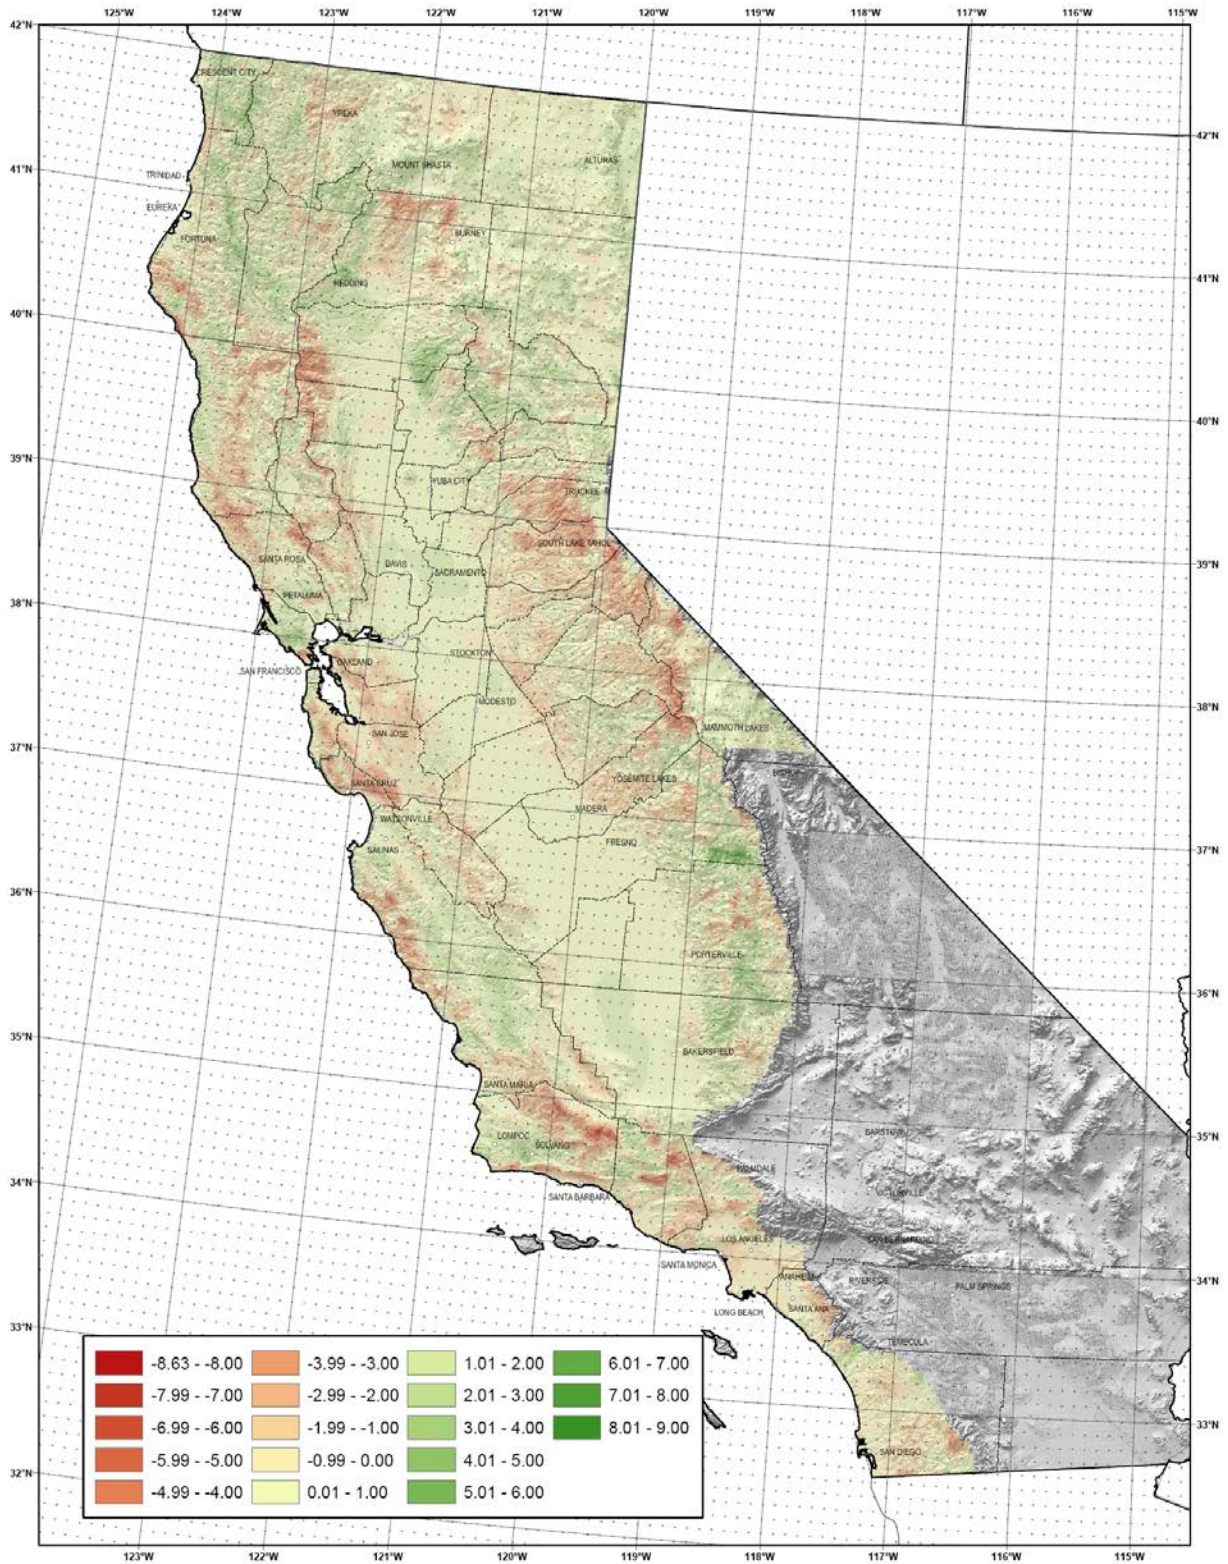 125°W 124°W 123°W 122°W 121°W 120°W 119°W 118°W 117°W 116°W 115°W
42°N
CRESCENT CITY
YREKA
42°N
MOUNT SHASTA
ALTURAS
41°N
TRINIDAD
EUREKA
BURNEY
FORTUNA
41°N
REDDING
40°N
40°N
39°N
YUBA CITY
TRUCKEE
SOUTH LAKE TAHOE
SANTA ROSA
DAVIS
39°N
SACRAMENTO
PETALUMA
38°N
STOCKTON
OAKLAND
SAN FRANCISCO
MODESTO
38°N
MAMMOTH LAKES
SAN JOSE
37°N
BISHOP
YOSEMITE LAKES
SANTA CRUZ
MADERA
WATSONVILLE
FRESNO
37°N
SALINAS
36°N
PORTERVILLE
36°N
35°N
BAKERSFIELD
SANTA MARIA
BARSTOW
LOMPOC
35°N
SOLVANG
PALMDALE
34°N
VICTORVILLE
SANTA BARBARA
LOS ANGELES
SAN BERNARDINO
SANTA MONICA
ANAHEIM
RIVERSIDE
34°N
PALM SPRINGS
SANTA ANA
LONG BEACH
33°N
TEMECULA
-8.63 - -8.00 -3.99 - -3.00 1.01 - 2.00 6.01 - 7.00
-7.99 - -7.00 -2.99 - -2.00 2.01 - 3.00 7.01 - 8.00
-6.99 - -6.00 -1.99 - -1.00 3.01 - 4.00 8.01 - 9.00
33°N
-5.99 - -5.00 -0.99 - 0.00 4.01 - 5.00
SAN DIEGO
32°N
-4.99 - -4.00 0.01 - 1.00 5.01 - 6.00
32°N
123°W 122°W 121°W 120°W 119°W 118°W 117°W 116°W 115°W